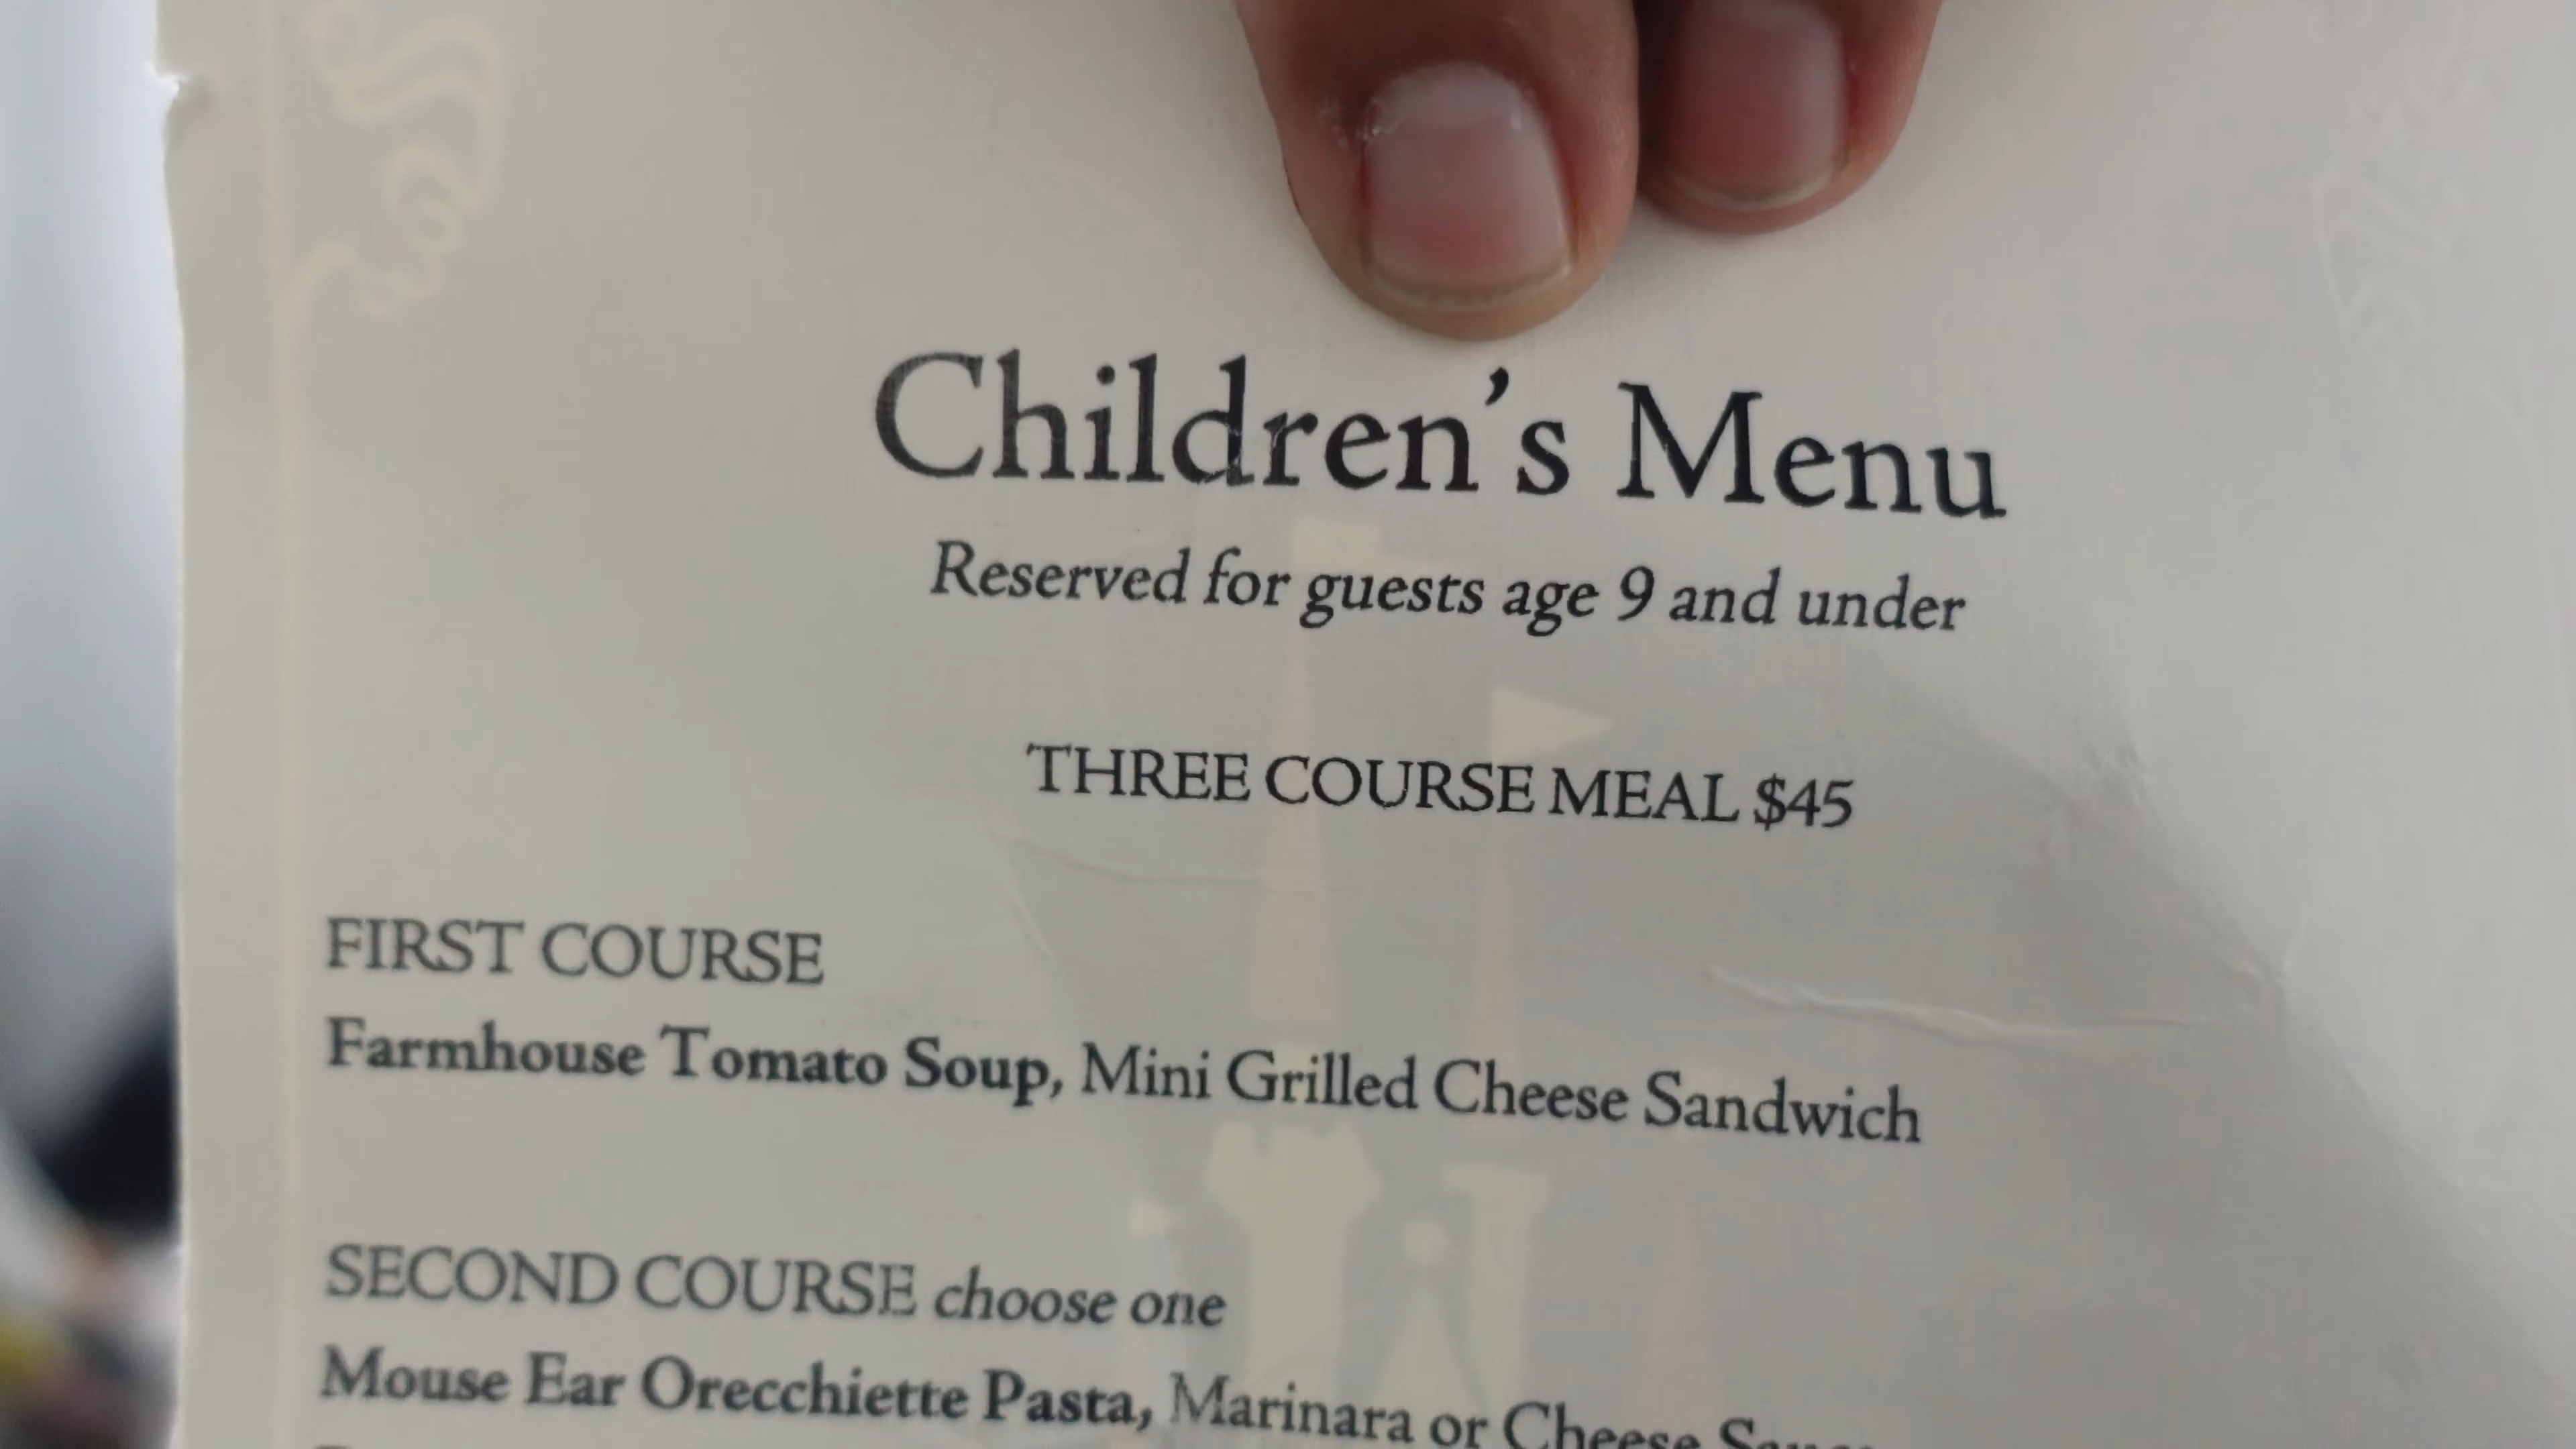 Children's Menu
Reserved for guests age 9 and under
THREE COURSE MEAL $45
FIRST COURSE
Farmhouse Tomato Soup, Mini Grilled Cheese Sandwich
SECOND COURSE choose one
Mouse Ear Orecchiette Pasta, Marinara or Cheese Sauce